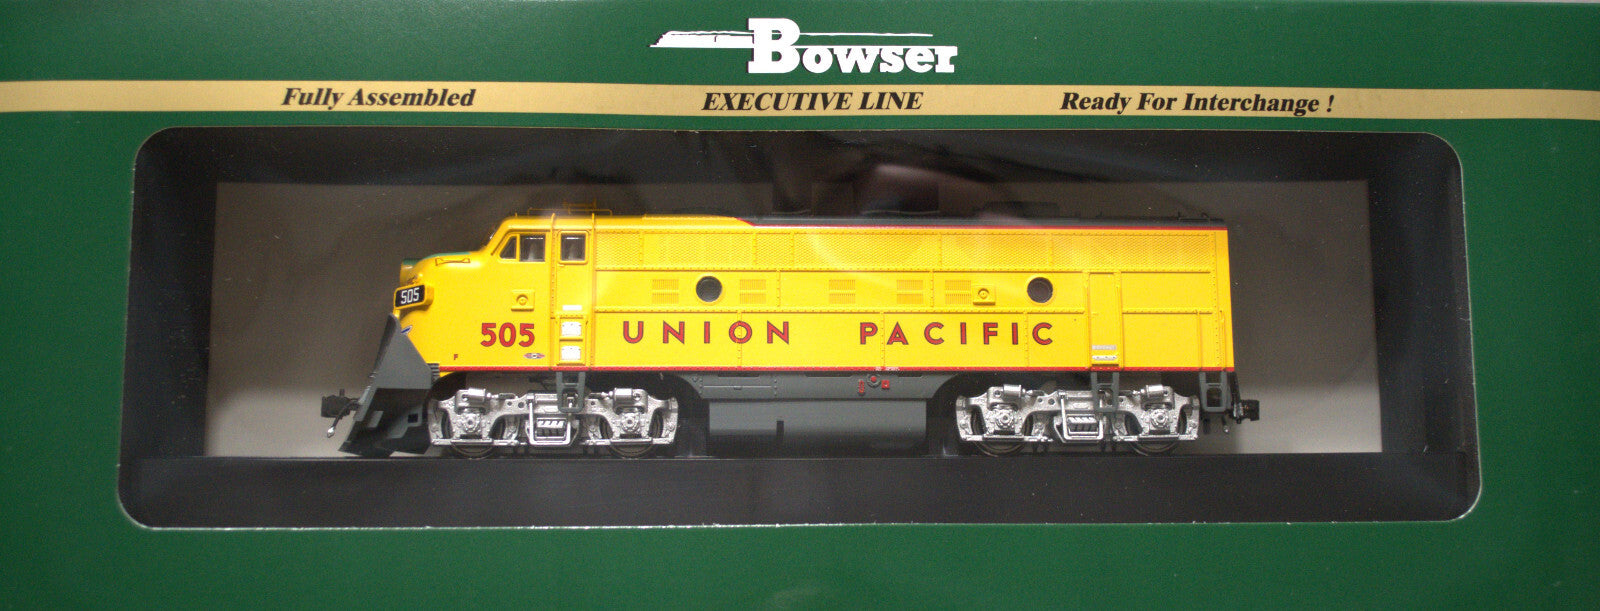 Bowser
Fully Assembled EXECUTIVE LINE Ready For Interchange !
505
505 UNION PACIFIC
F